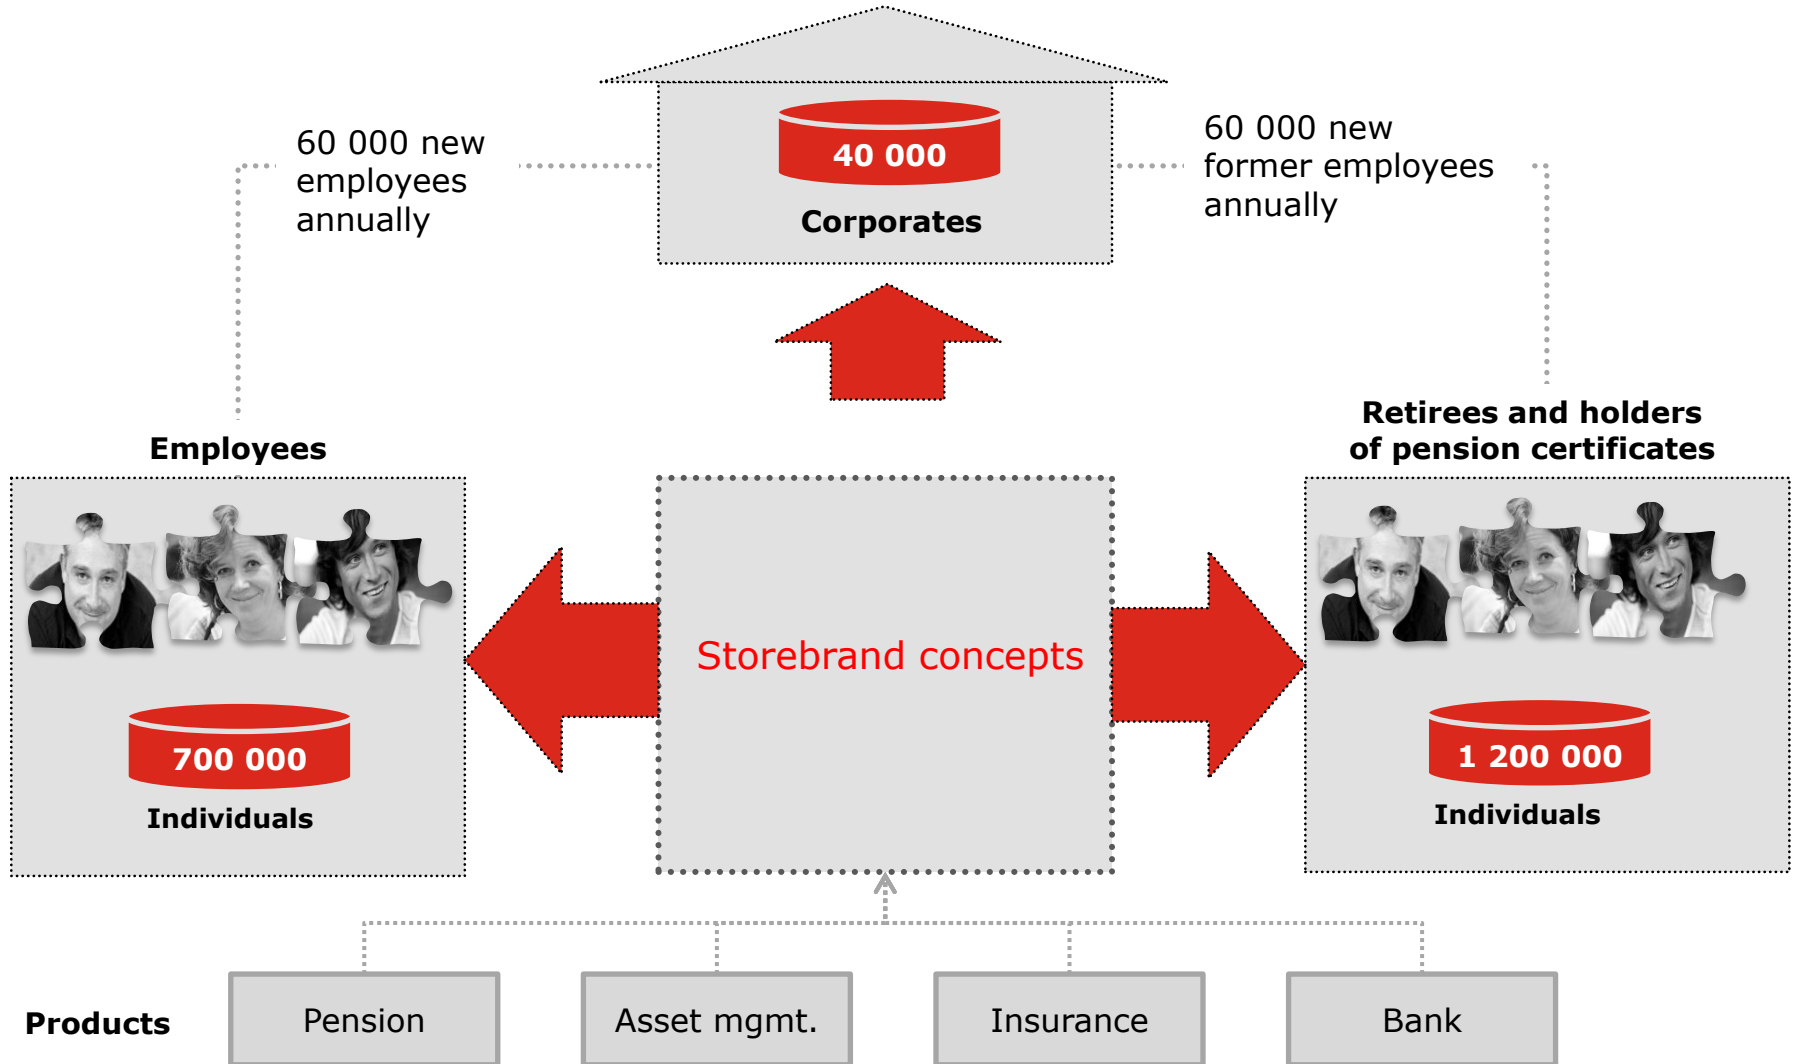 60 000 new
employees
annually
40 000
Corporates
60 000 new
former employees
annually
Employees
Retirees and holders
of pension certificates
Storebrand concepts
700 000
Individuals
1 200 000
Individuals
Products
Pension
Asset mgmt.
Insurance
Bank